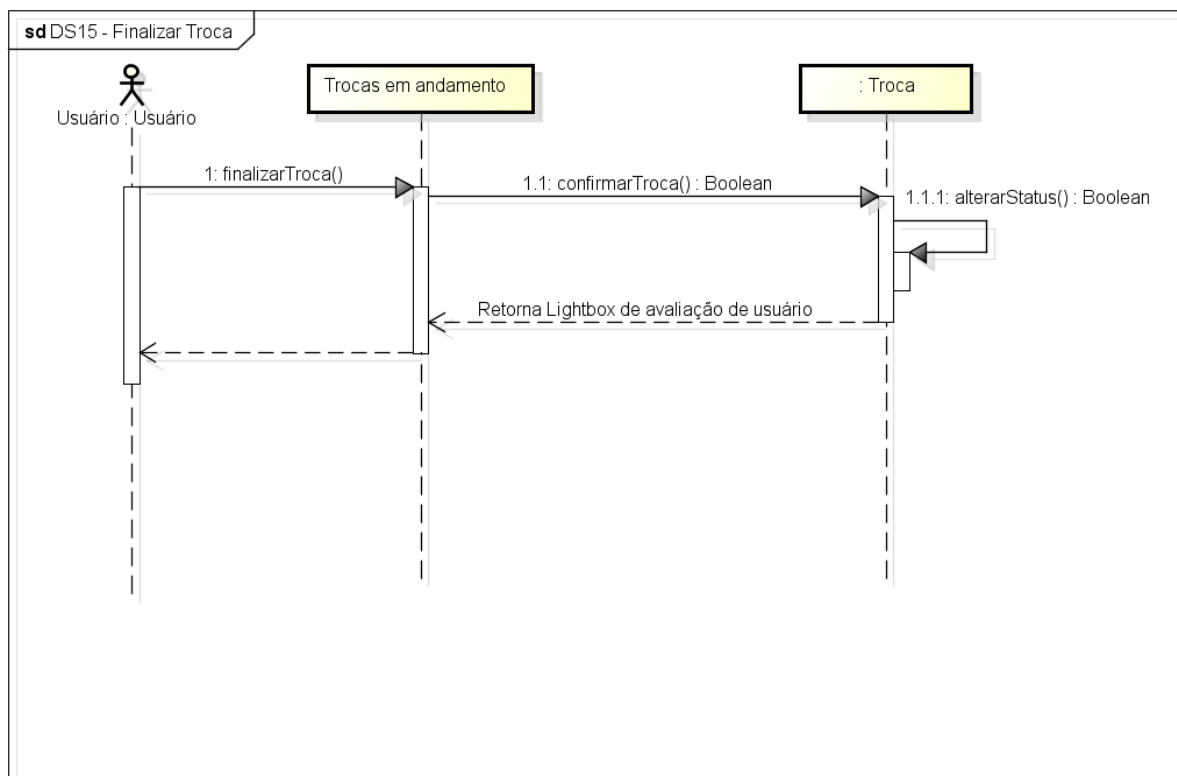 sd DS15 - Finalizar Troca
Usuário : Usuário
Trocas em andamento
: Troca
1: finalizarTroca()
1.1: confirmarTroca() : Boolean
1.1.1: alterarStatus() : Boolean
Retorna Lightbox de avaliação de usuário